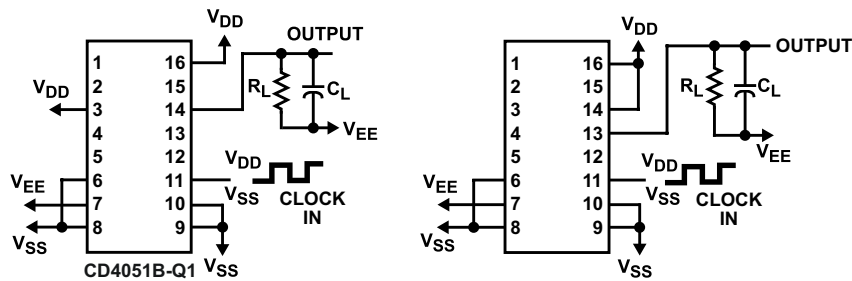 VDD
OUTPUT
1 16
2 15
VDD
3 14
4 13
5 12
6 11
7 10
8 9
RL
CL
VEE
VDD
VSS
CLOCK
IN
VEE
VSS
VSS
CD4051B-Q1
VDD
OUTPUT
1 16
2 15
3 14
4 13
5 12
6 11
7 10
8 9
RL
CL
VEE
VDD
VSS
CLOCK
IN
VEE
VSS
VSS